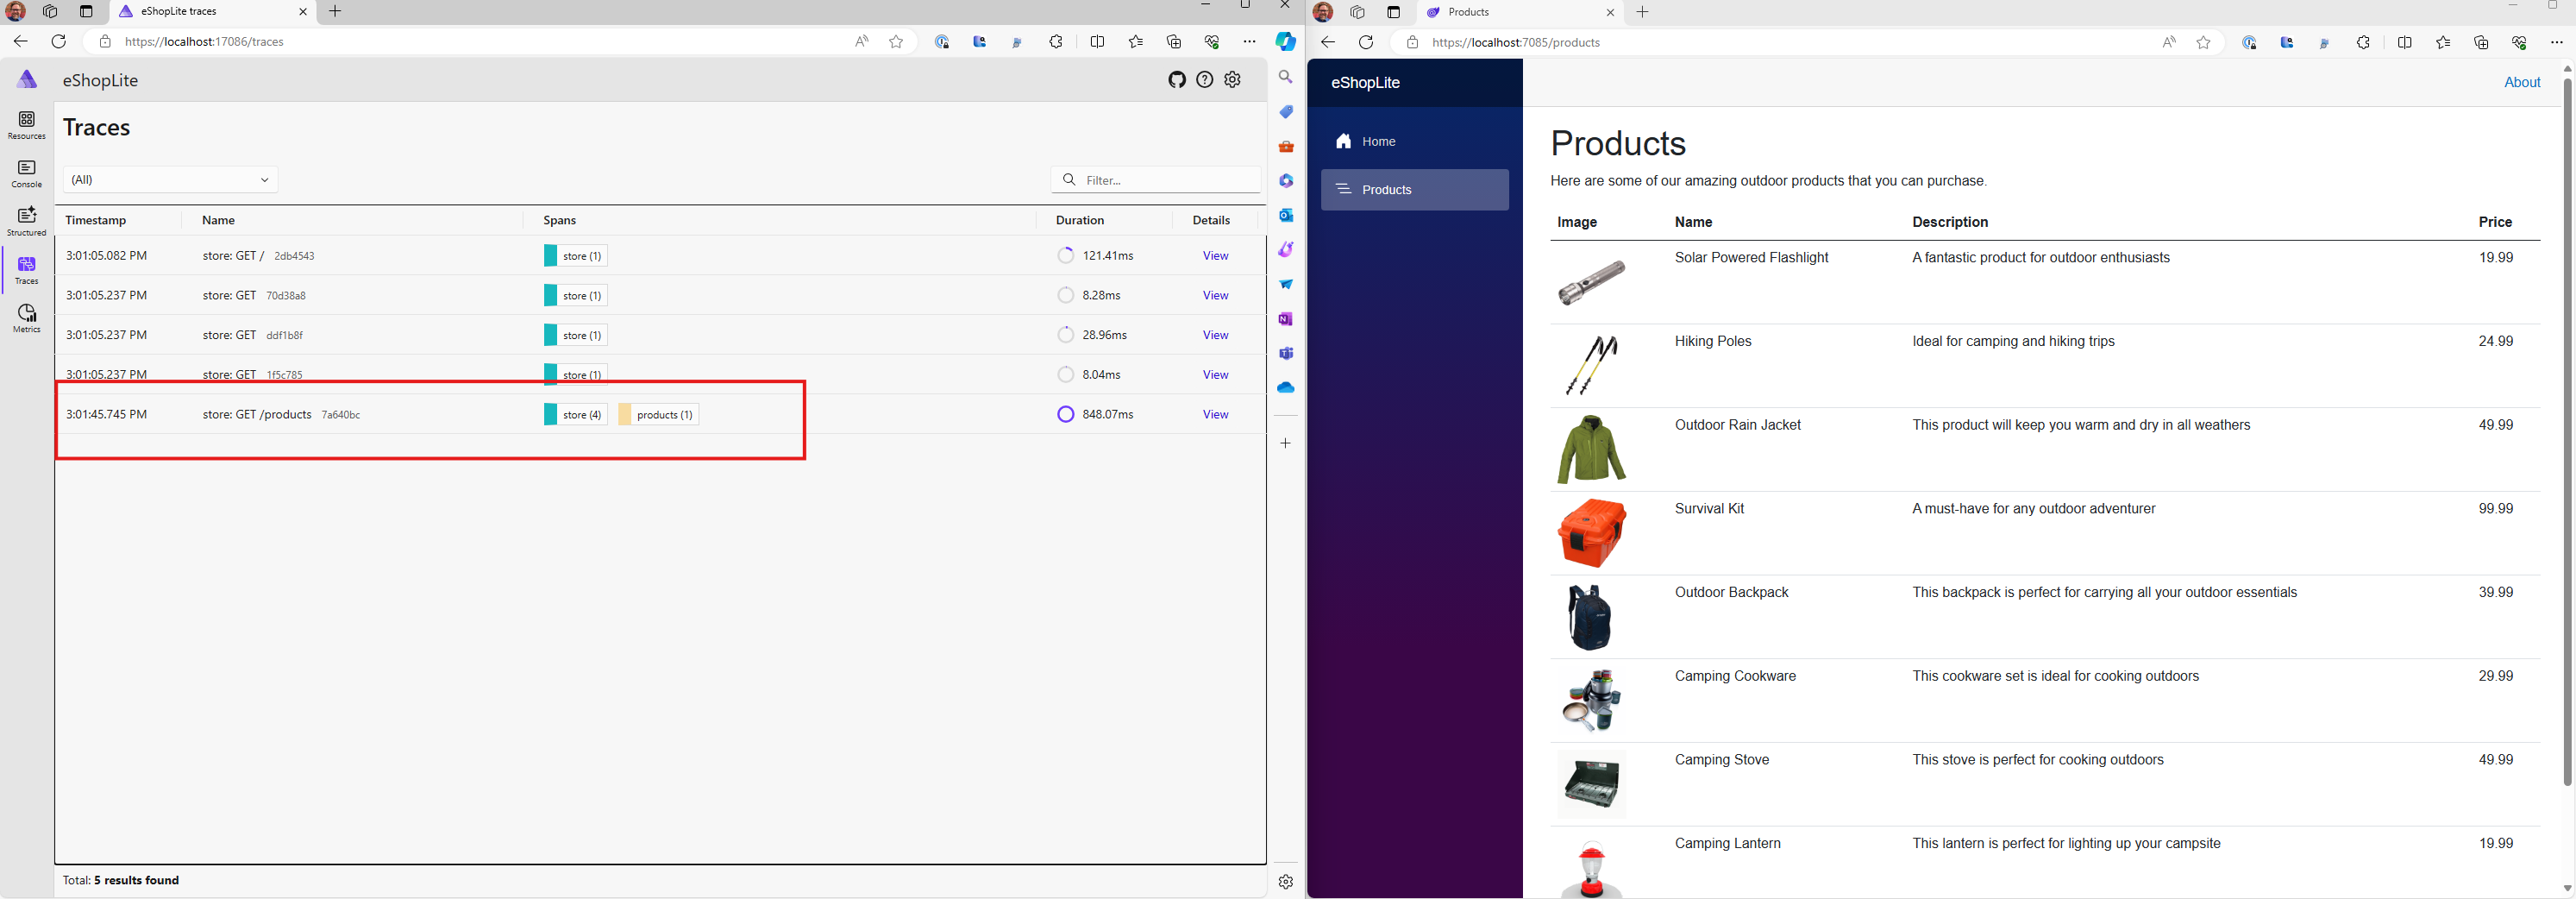 eShopLite traces
https://localhost:17086/traces
eShopLite
Resources
Console
Structured
Traces
Metrics
Traces
(All)
Filter...
Timestamp Name Spans Duration Details
3:01:05.082 PM store: GET / 2db4543 store (1) 121.41ms View
3:01:05.237 PM store: GET 70d38a8 store (1) 8.28ms View
3:01:05.237 PM store: GET ddf1b8f store (1) 28.96ms View
3:01:05.237 PM store: GET 1f5c785 store (1) 8.04ms View
3:01:45.745 PM store: GET /products 7a640bc store (4) products (1) 848.07ms View
Total: 5 results found
Products
https://localhost:7085/products
eShopLite
About
Home
Products
Products
Here are some of our amazing outdoor products that you can purchase.
Image Name Description Price
Solar Powered Flashlight A fantastic product for outdoor enthusiasts 19.99
Hiking Poles Ideal for camping and hiking trips 24.99
Outdoor Rain Jacket This product will keep you warm and dry in all weathers 49.99
Survival Kit A must-have for any outdoor adventurer 99.99
Outdoor Backpack This backpack is perfect for carrying all your outdoor essentials 39.99
Camping Cookware This cookware set is ideal for cooking outdoors 29.99
Camping Stove This stove is perfect for cooking outdoors 49.99
Camping Lantern This lantern is perfect for lighting up your campsite 19.99